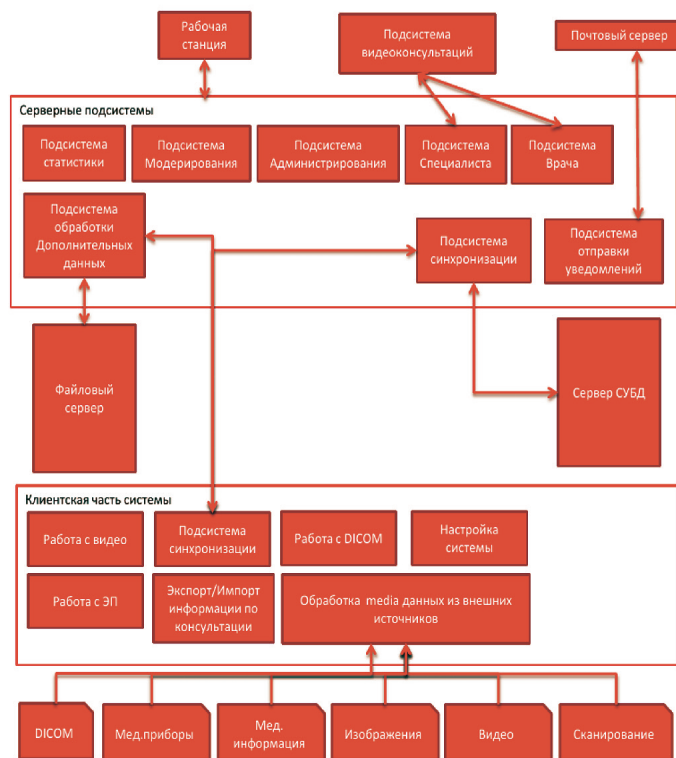 Рабочая
станция
Подсистема
видеоконсультаций
Почтовый сервер
Серверные подсистемы
Подсистема
статистики
Подсистема
Модерирования
Подсистема
Администрирования
Подсистема
Специалиста
Подсистема
Врача
Подсистема
обработки
Дополнительных
данных
Подсистема
синхронизации
Подсистема
отправки
уведомлений
Файловый
сервер
Сервер СУБД
Клиентская часть системы
Работа с видео
Подсистема
синхронизации
Работа с DICOM
Настройка
системы
Работа с ЭП
Экспорт/Импорт
информации по
консультации
Обработка media данных из внешних
источников
DICOM
Мед.приборы
Мед.
информация
Изображения
Видео
Сканирование